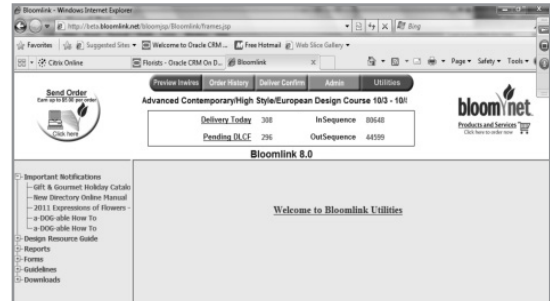 Bloomlink - Windows Internet Explorer
http://beta.bloomlink.net/bloomjsp/Bloomlink/frames.jsp
Bing
Favorites Suggested Sites Welcome to Oracle CRM ... Free Hotmail Web Slice Gallery
Citrix Online Florists - Oracle CRM On D... Bloomlink X Page Safety Tools
Send Order
Click here
Preview Invites Order History Deliver Confirm Admin Utilities
Advanced Contemporary/High Style/European Design Course 10/3 - 10/
Delivery Today 308 InSequence 80648
Pending DLCF 296 OutSequence 44599
bloomnet
Products and Services
Click here to order now
Bloomlink 8.0
Important Notifications
Gift & Gourmet Holiday Catalo
New Directory Online Manual
2011 Expressions of Flowers -
a-DOG-able How To
a-DOG-able How To
Design Resource Guide
Reports
Forms
Guidelines
Downloads
Welcome to Bloomlink Utilities